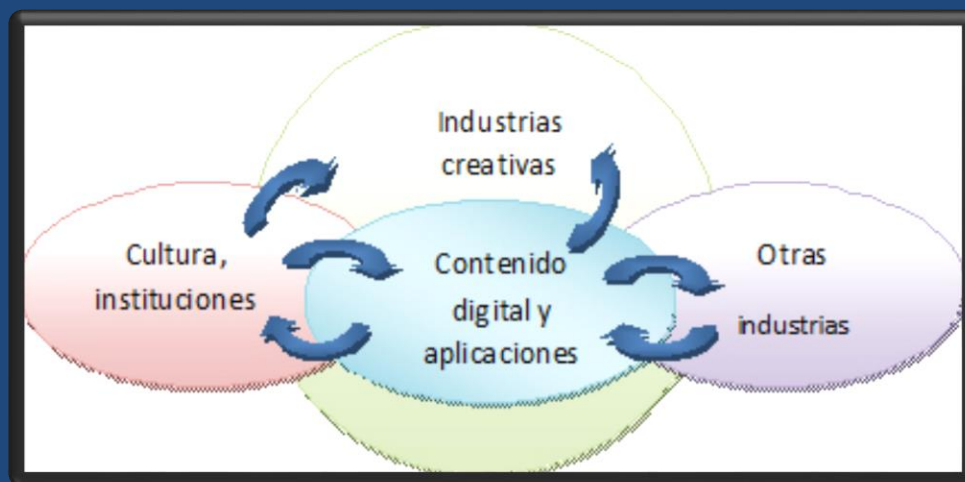 Industrias
creativas
Cultura,
instituciones
Contenido
digital y
aplicaciones
Otras
industrias